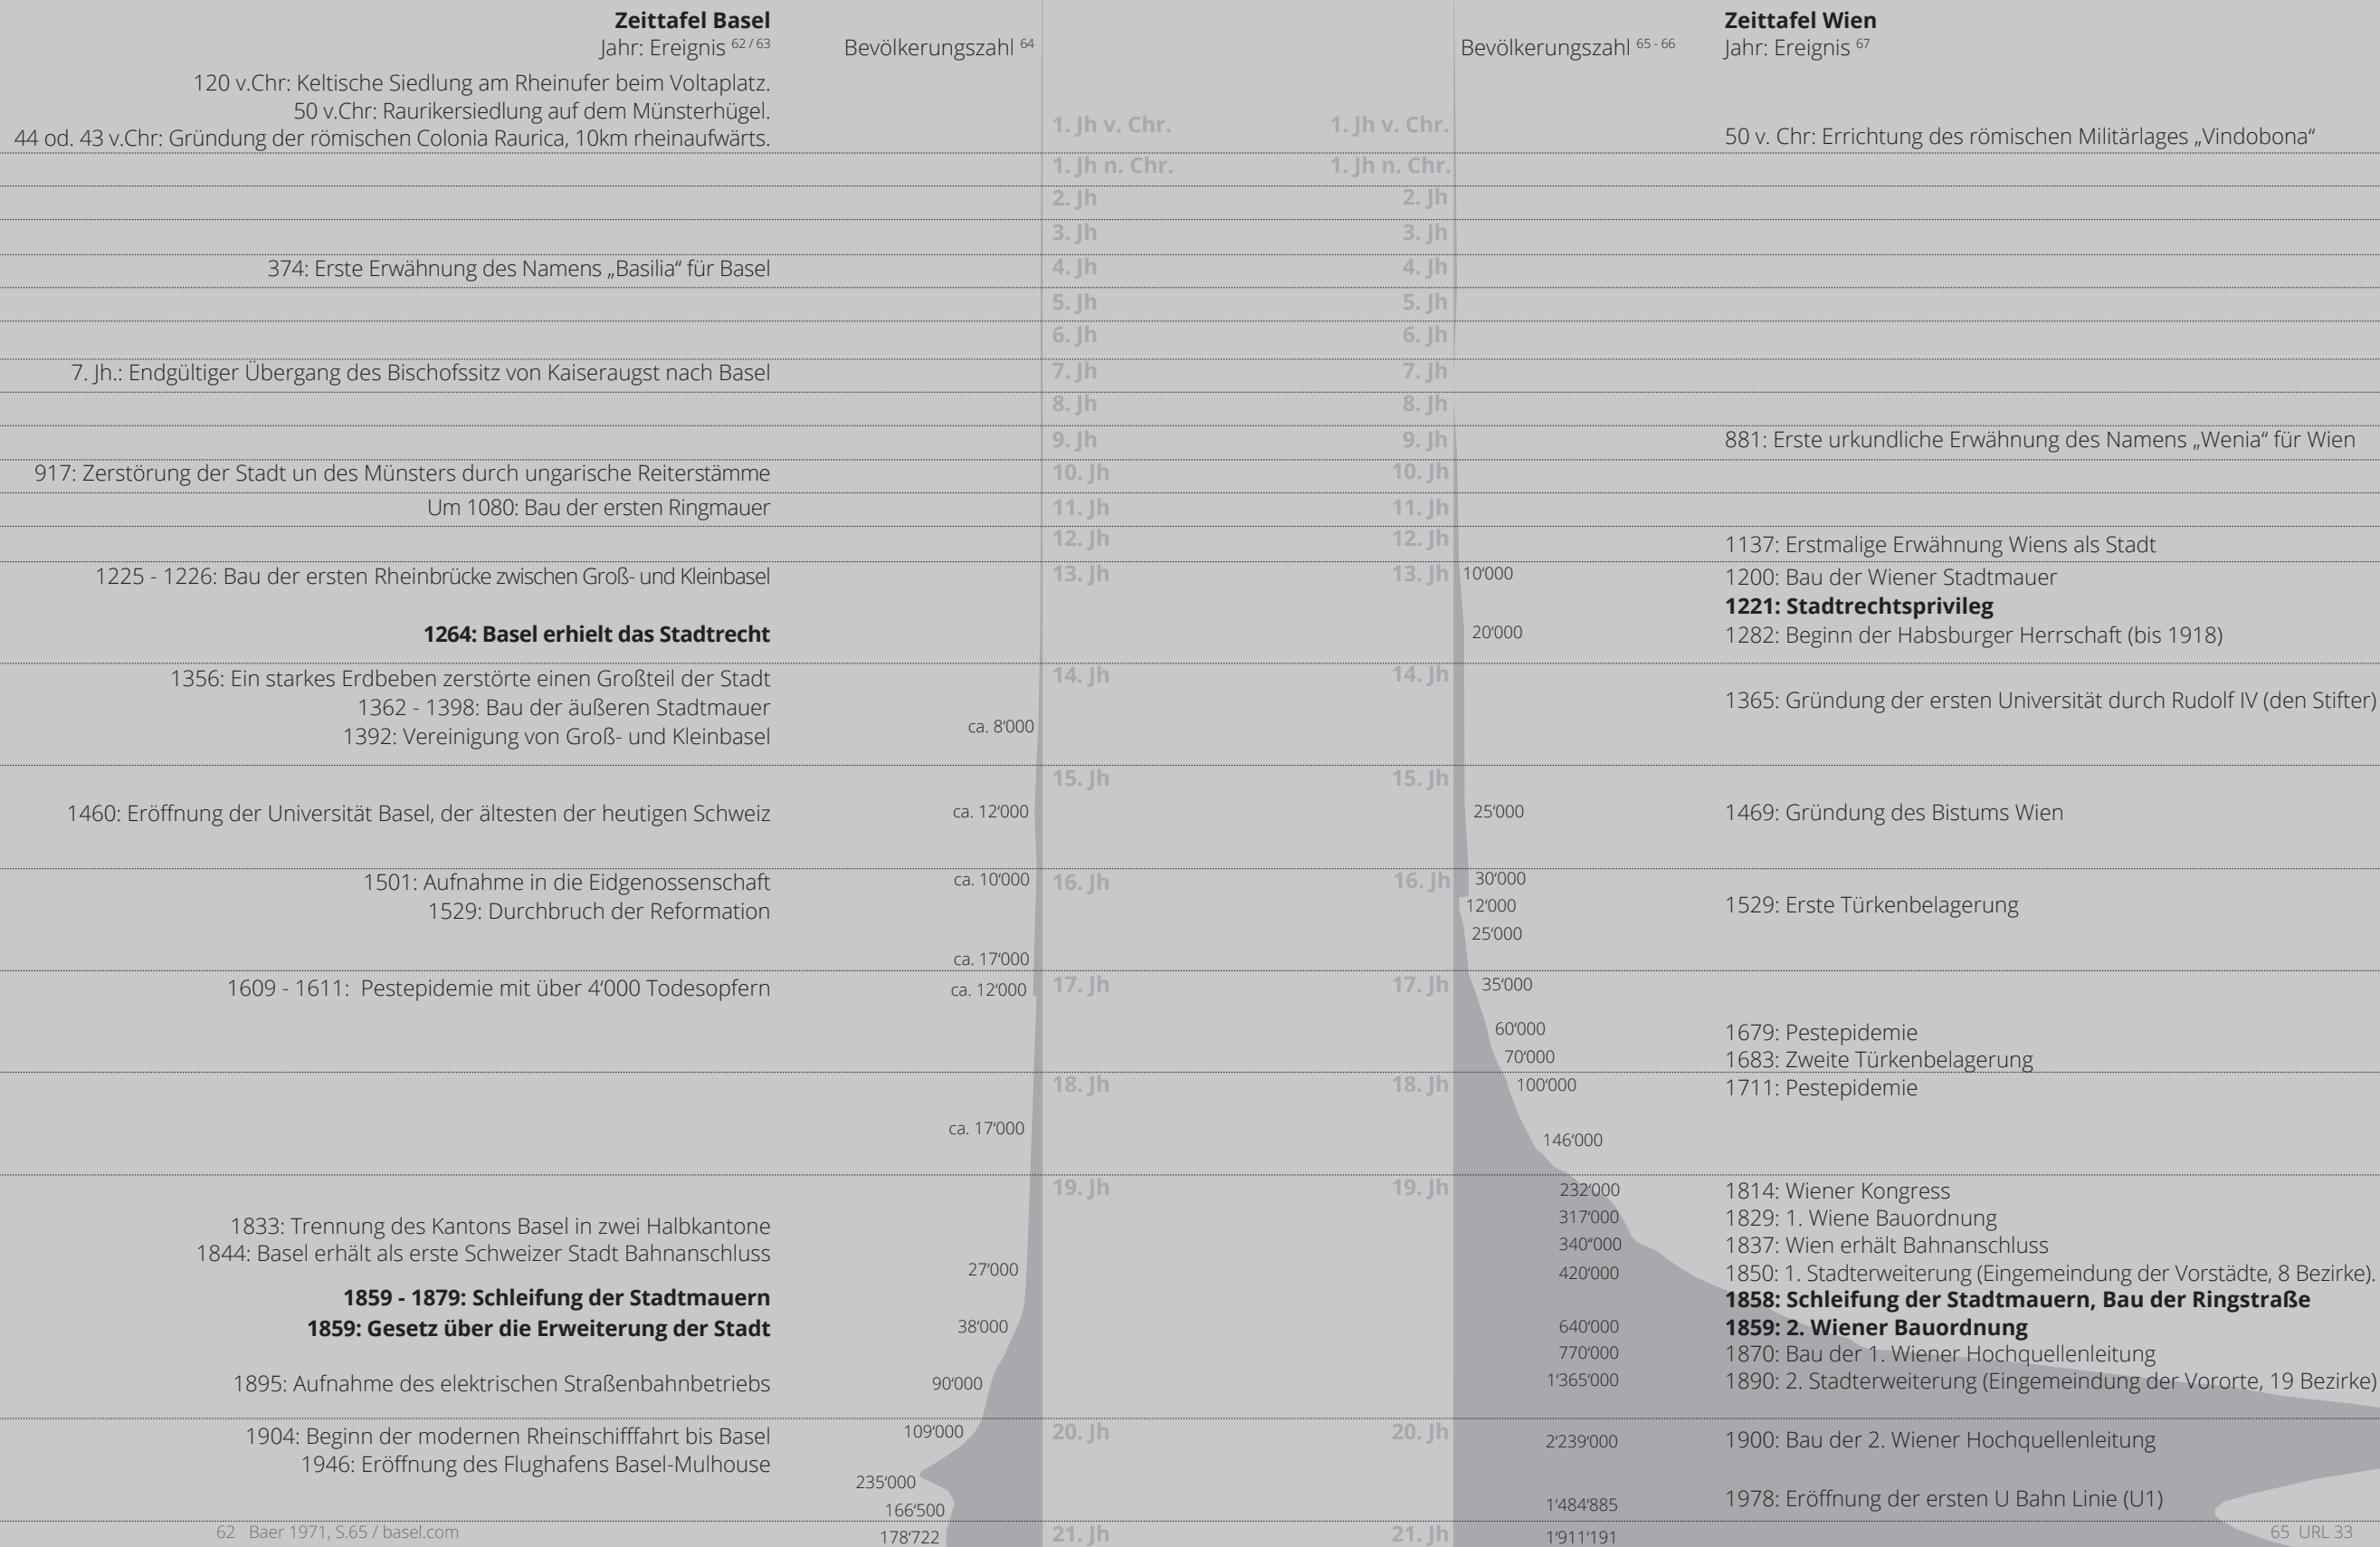 Zeittafel Basel
Jahr: Ereignis 62 / 63
Bevölkerungszahl 64
120 v.Chr: Keltische Siedlung am Rheinufer beim Voltaplatz.
50 v.Chr: Raurikersiedlung auf dem Münsterhügel.
44 od. 43 v.Chr: Gründung der römischen Colonia Raurica, 10km rheinaufwärts.
374: Erste Erwähnung des Namens „Basilia“ für Basel
7. Jh.: Endgültiger Übergang des Bischofssitz von Kaiseraugst nach Basel
917: Zerstörung der Stadt un des Münsters durch ungarische Reiterstämme
Um 1080: Bau der ersten Ringmauer
1225 - 1226: Bau der ersten Rheinbrücke zwischen Groß- und Kleinbasel
1264: Basel erhielt das Stadtrecht
1356: Ein starkes Erdbeben zerstörte einen Großteil der Stadt
1362 - 1398: Bau der äußeren Stadtmauer
1392: Vereinigung von Groß- und Kleinbasel
1460: Eröffnung der Universität Basel, der ältesten der heutigen Schweiz
1501: Aufnahme in die Eidgenossenschaft
1529: Durchbruch der Reformation
1609 - 1611:  Pestepidemie mit über 4‘000 Todesopfern
1833: Trennung des Kantons Basel in zwei Halbkantone
1844: Basel erhält als erste Schweizer Stadt Bahnanschluss
1859 - 1879: Schleifung der Stadtmauern
1859: Gesetz über die Erweiterung der Stadt
1895: Aufnahme des elektrischen Straßenbahnbetriebs
1904: Beginn der modernen Rheinschifffahrt bis Basel
1946: Eröffnung des Flughafens Basel-Mulhouse
62   Baer 1971, S.65 / basel.com
ca. 8‘000
ca. 12‘000
ca. 10‘000
ca. 17‘000
ca. 12‘000
ca. 17‘000
27‘000
38‘000
90‘000
109‘000
235‘000
166‘500
178‘722
1. Jh v. Chr.
1. Jh n. Chr.
2. Jh
3. Jh
4. Jh
5. Jh
6. Jh
7. Jh
8. Jh
9. Jh
10. Jh
11. Jh
12. Jh
13. Jh
14. Jh
15. Jh
16. Jh
17. Jh
18. Jh
19. Jh
20. Jh
21. Jh
1. Jh v. Chr.
1. Jh n. Chr.
2. Jh
3. Jh
4. Jh
5. Jh
6. Jh
7. Jh
8. Jh
9. Jh
10. Jh
11. Jh
12. Jh
13. Jh
14. Jh
15. Jh
16. Jh
17. Jh
18. Jh
19. Jh
20. Jh
21. Jh
Bevölkerungszahl 65 - 66
10‘000
20‘000
25‘000
30‘000
12‘000
25‘000
35‘000
60‘000
70‘000
100‘000
146‘000
232‘000
317‘000
340‘‘000
420‘000
640‘000
770‘000
1‘365‘000
2‘239‘000
1‘484‘885
1‘911‘191
Zeittafel Wien
Jahr: Ereignis 67
50 v. Chr: Errichtung des römischen Militärlages „Vindobona“
881: Erste urkundliche Erwähnung des Namens „Wenia“ für Wien
1137: Erstmalige Erwähnung Wiens als Stadt
1200: Bau der Wiener Stadtmauer
1221: Stadtrechtsprivileg
1282: Beginn der Habsburger Herrschaft (bis 1918)
1365: Gründung der ersten Universität durch Rudolf IV (den Stifter)
1469: Gründung des Bistums Wien
1529: Erste Türkenbelagerung
1679: Pestepidemie
1683: Zweite Türkenbelagerung
1711: Pestepidemie
1814: Wiener Kongress
1829: 1. Wiene Bauordnung
1837: Wien erhält Bahnanschluss
1850: 1. Stadterweiterung (Eingemeindung der Vorstädte, 8 Bezirke).
1858: Schleifung der Stadtmauern, Bau der Ringstraße
1859: 2. Wiener Bauordnung
1870: Bau der 1. Wiener Hochquellenleitung
1890: 2. Stadterweiterung (Eingemeindung der Vororte, 19 Bezirke)
1900: Bau der 2. Wiener Hochquellenleitung
1978: Eröffnung der ersten U Bahn Linie (U1)
65  URL 33